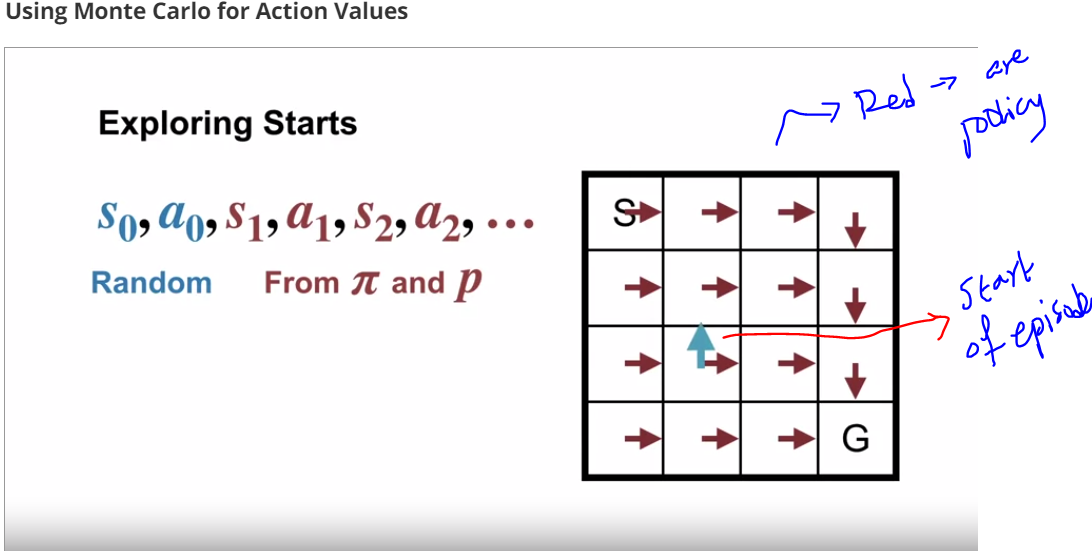 Using Monte Carlo for Action Values
Exploring Starts
s0, a0, s1, a1, s2, a2, ...
Random From π and p
Red → are
policy
S
Start
of episode
G